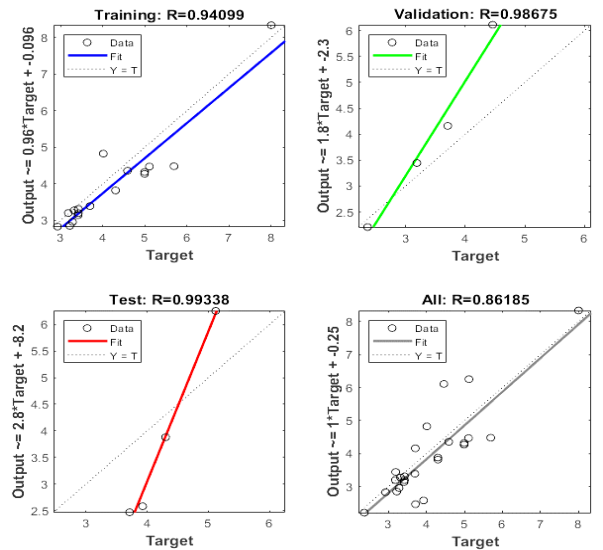 Training: R=0.94099
Output ~= 0.96*Target + -0.096
8
7
6
5
4
3
Data
Fit
Y = T
3
4
5
6
7
8
Target
Validation: R=0.98675
Output ~= 1.8*Target + -2.3
6
5.5
5
4.5
4
3.5
3
2.5
Data
Fit
Y = T
3
4
5
6
Target
Test: R=0.99338
Output ~= 2.8*Target + -8.2
6
5.5
5
4.5
4
3.5
3
2.5
Data
Fit
Y = T
3
4
5
6
Target
All: R=0.86185
Output ~= 1*Target + -0.25
8
7
6
5
4
3
Data
Fit
Y = T
3
4
5
6
7
8
Target